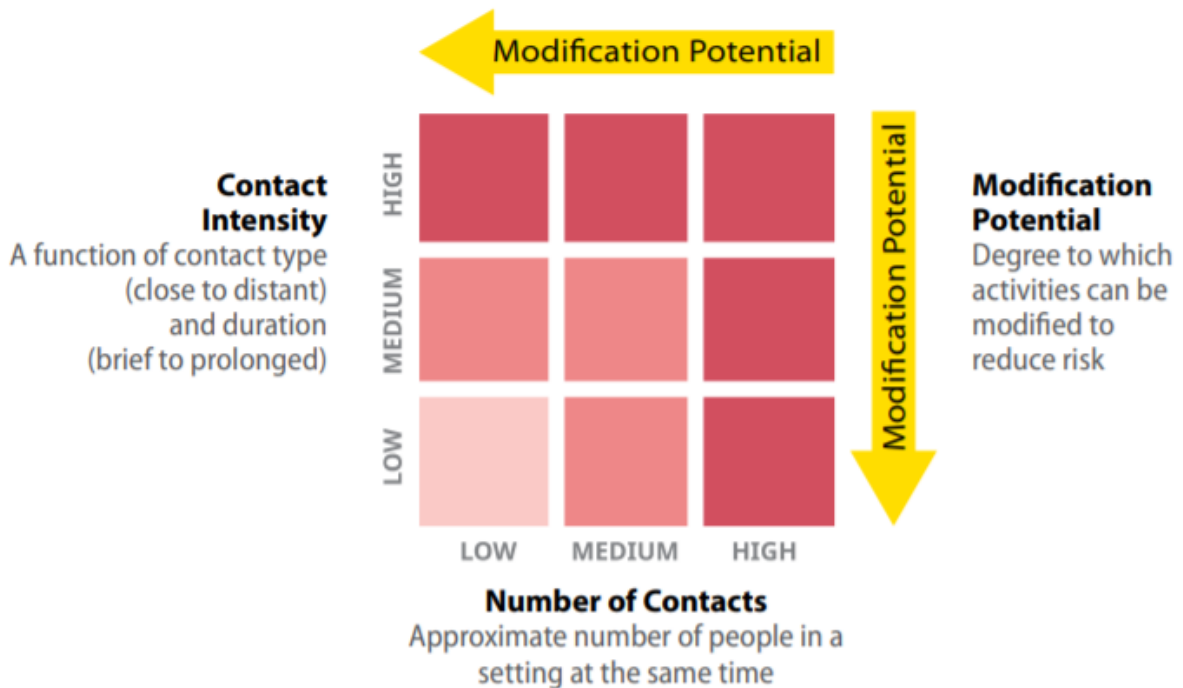 Modification Potential
Contact
Intensity
A function of contact type
(close to distant)
and duration
(brief to prolonged)
HIGH
MEDIUM
LOW
Modification Potential
Modification
Potential
Degree to which
activities can be
modified to
reduce risk
LOW MEDIUM HIGH
Number of Contacts
Approximate number of people in a
setting at the same time